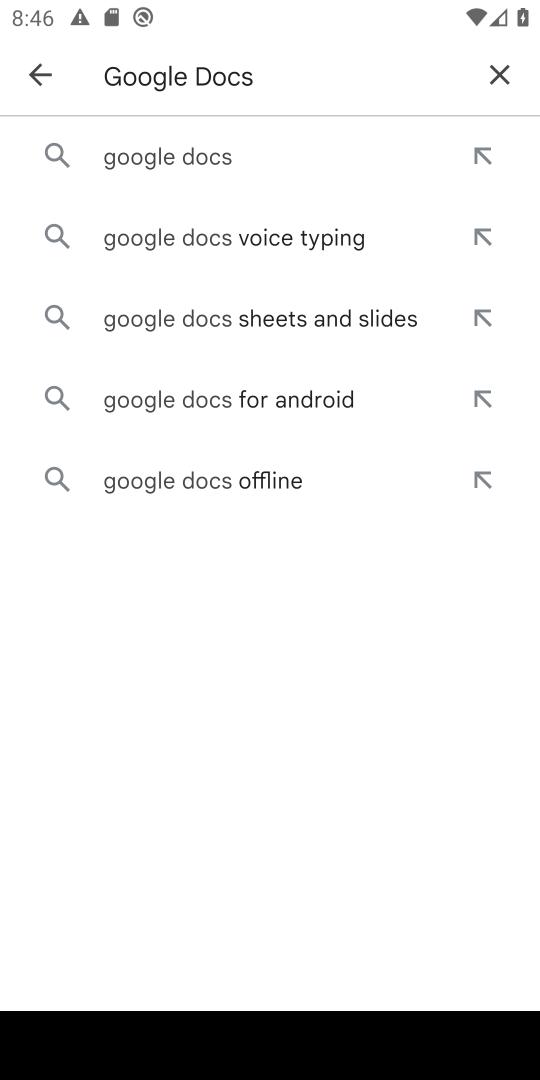 8:46
Google Docs
google docs
google docs voice typing
google docs sheets and slides
google docs for android
google docs offline